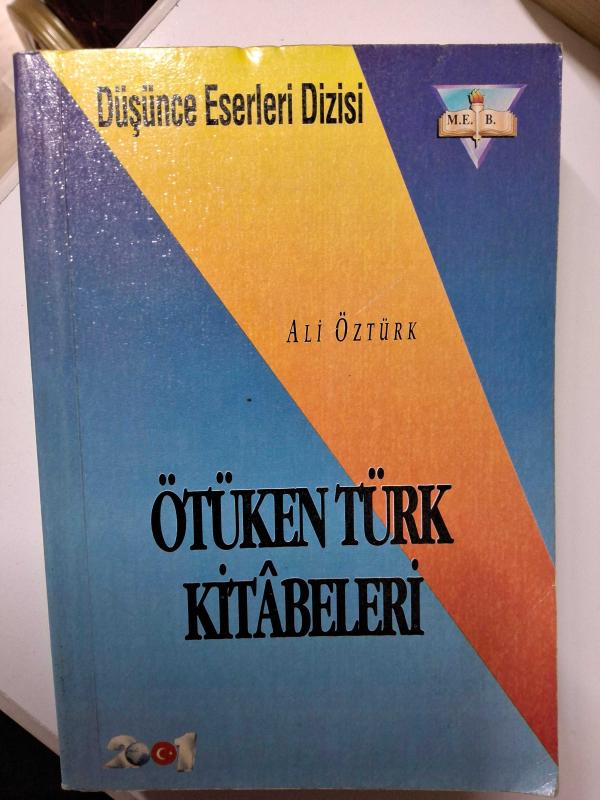 Düşünce Eserleri Dizisi
M.E. B.
ALİ ÖZTÜRK
ÖTÜKEN TÜRK
KİTÂBELERİ
2001